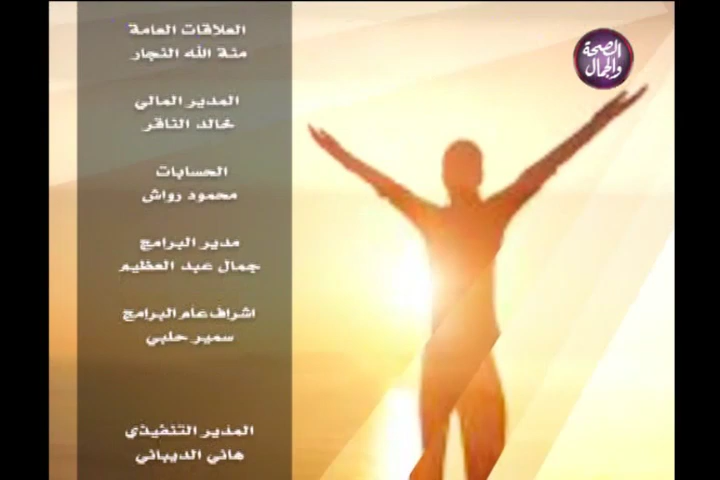 الصحة
والجمال
العلاقات العامة
منة الله النجار
المدير المالي
خالد الناقر
الحسابات
محمود رواش
مدير البرامج
جمال عبد العظيم
اشراف عام البرامج
سمير حلبي
المدير التنفيذي
هاني الديباني